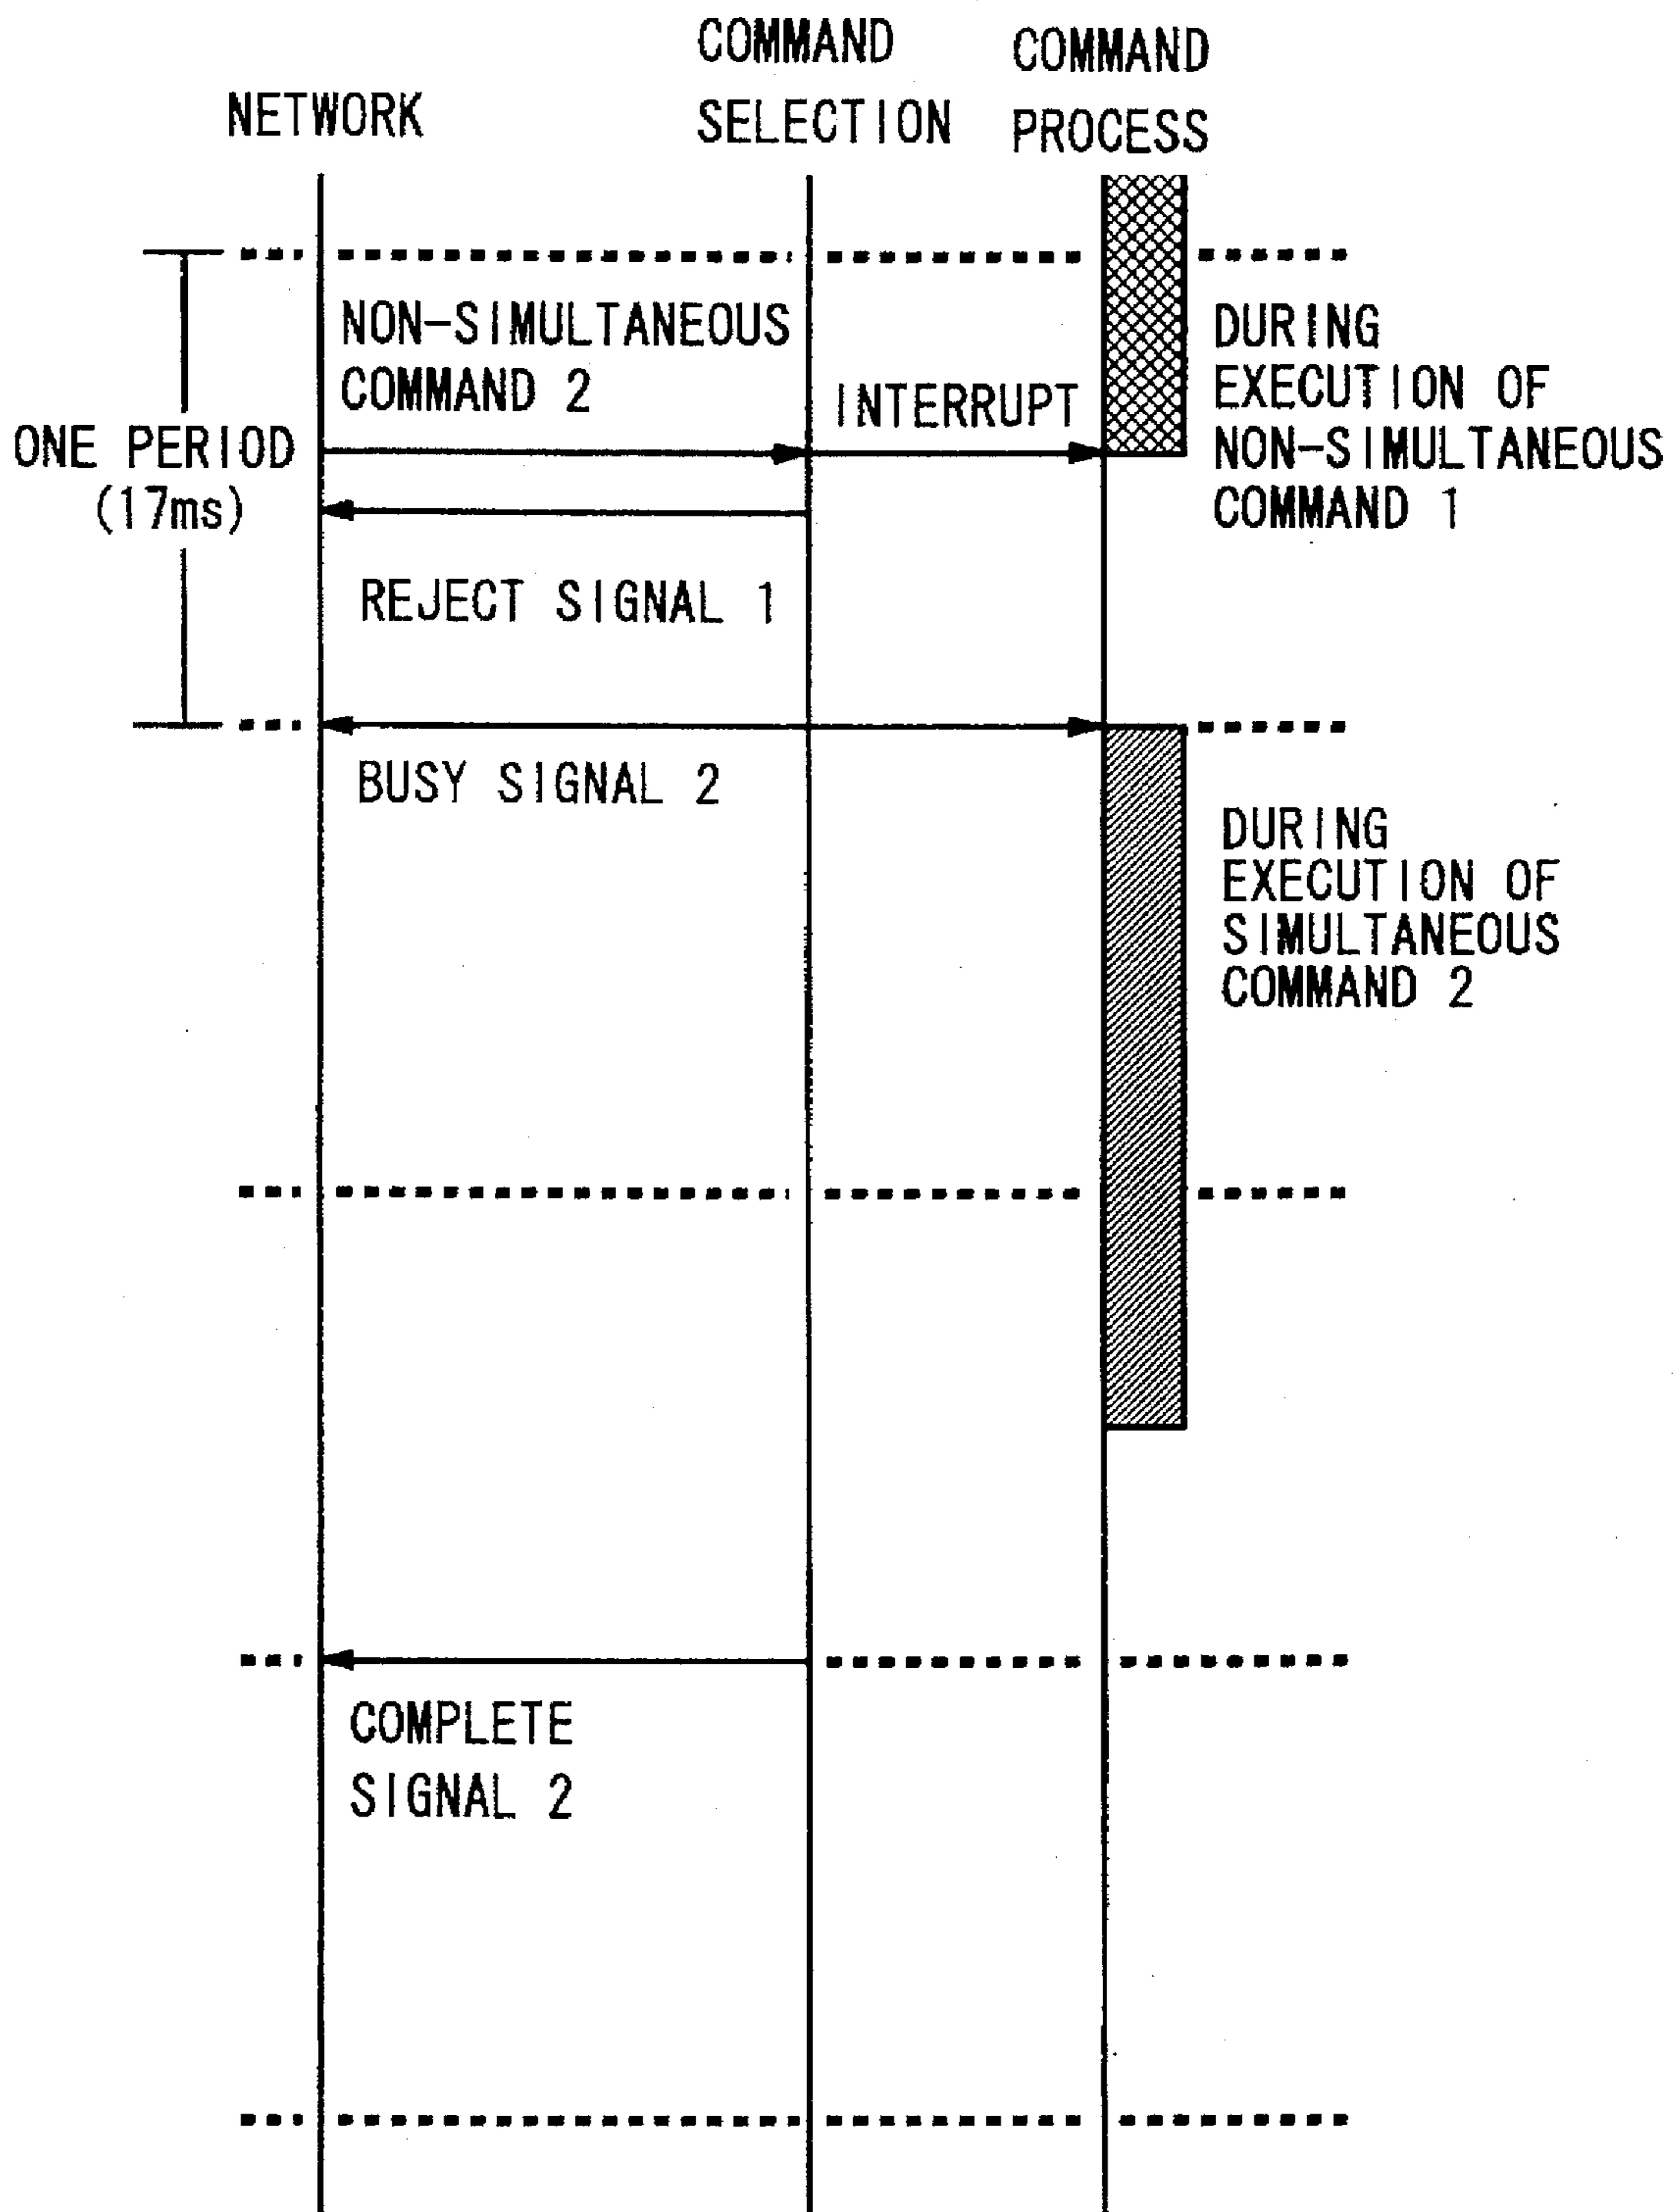 NETWORK
COMMAND
SELECTION
COMMAND
PROCESS
NON-SIMULTANEOUS
COMMAND 2
INTERRUPT
DURING
EXECUTION OF
NON-SIMULTANEOUS
COMMAND 1
ONE PERIOD
(17ms)
REJECT SIGNAL 1
BUSY SIGNAL 2
DURING
EXECUTION OF
SIMULTANEOUS
COMMAND 2
COMPLETE
SIGNAL 2